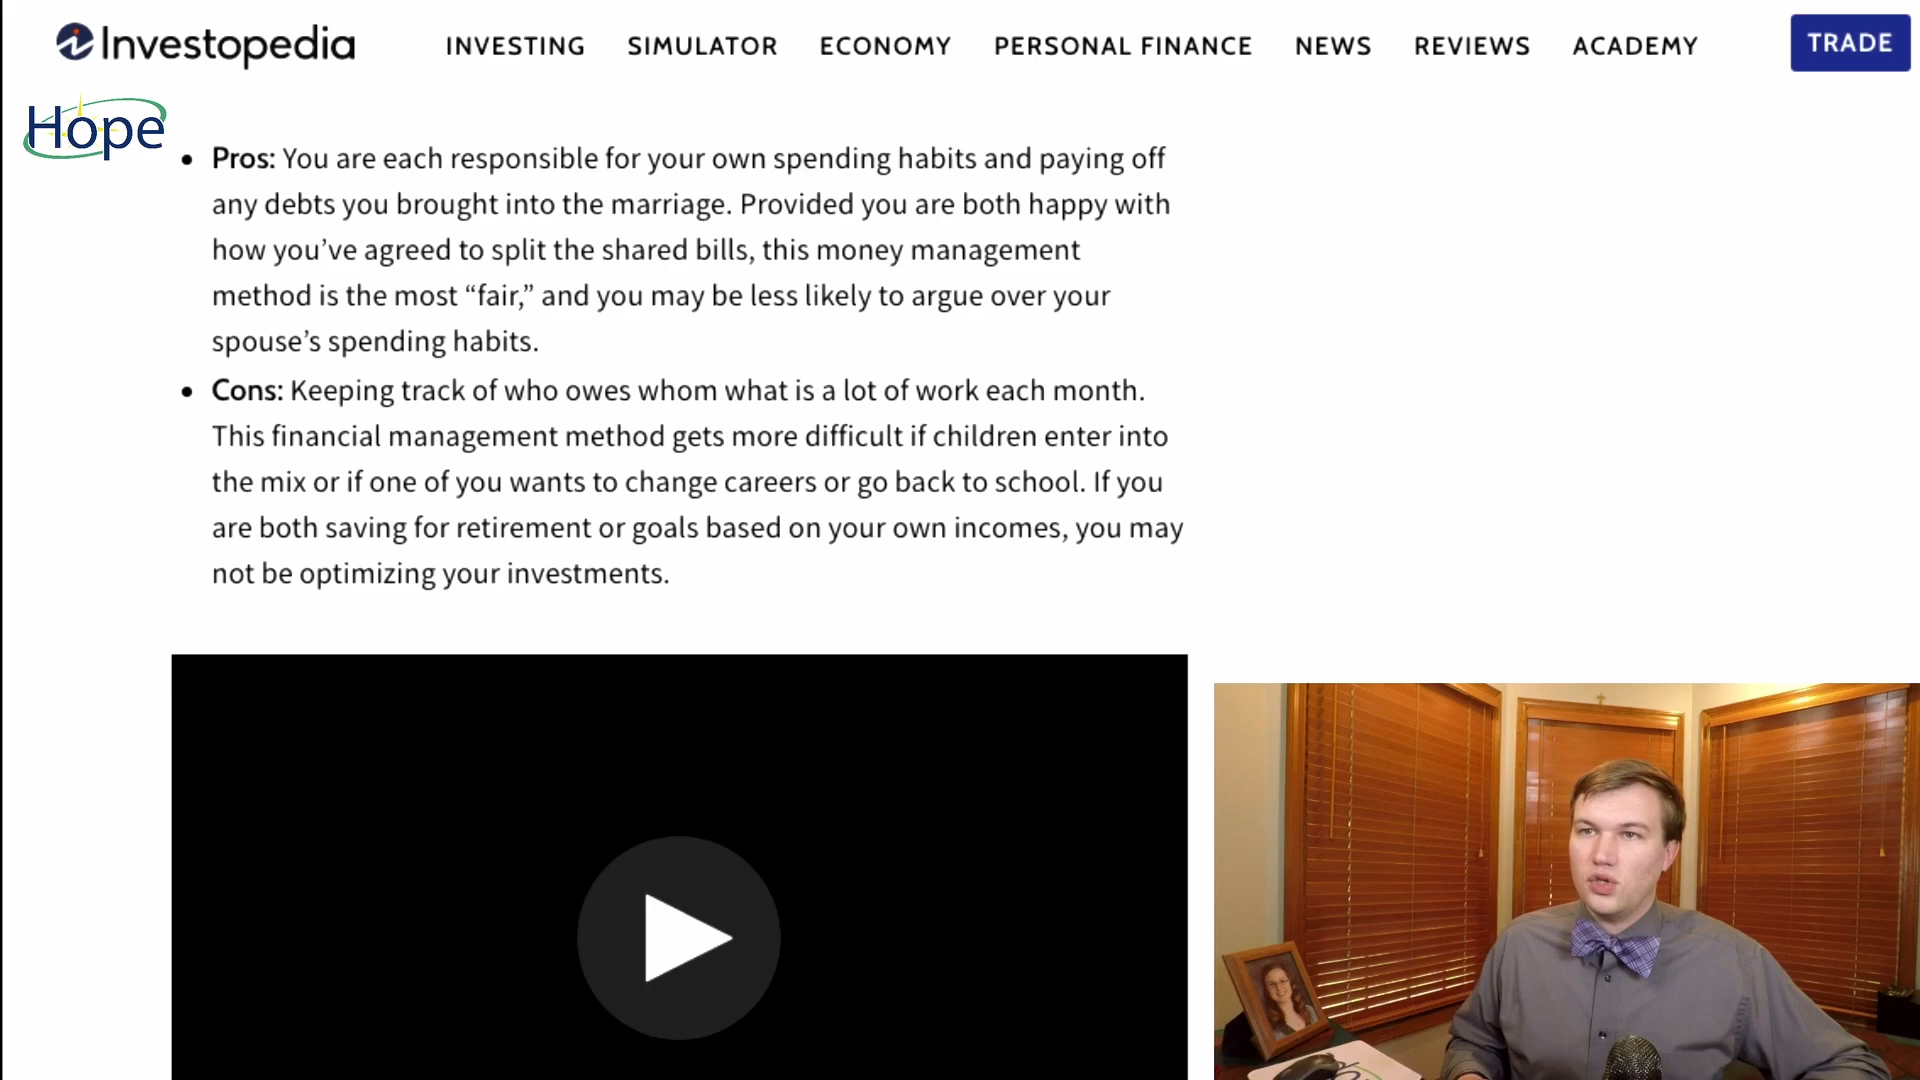 Investopedia
INVESTING SIMULATOR ECONOMY PERSONAL FINANCE NEWS REVIEWS ACADEMY TRADE
Hope
• Pros: You are each responsible for your own spending habits and paying off
any debts you brought into the marriage. Provided you are both happy with
how you’ve agreed to split the shared bills, this money management
method is the most “fair,” and you may be less likely to argue over your
spouse’s spending habits.
• Cons: Keeping track of who owes whom what is a lot of work each month.
This financial management method gets more difficult if children enter into
the mix or if one of you wants to change careers or go back to school. If you
are both saving for retirement or goals based on your own incomes, you may
not be optimizing your investments.